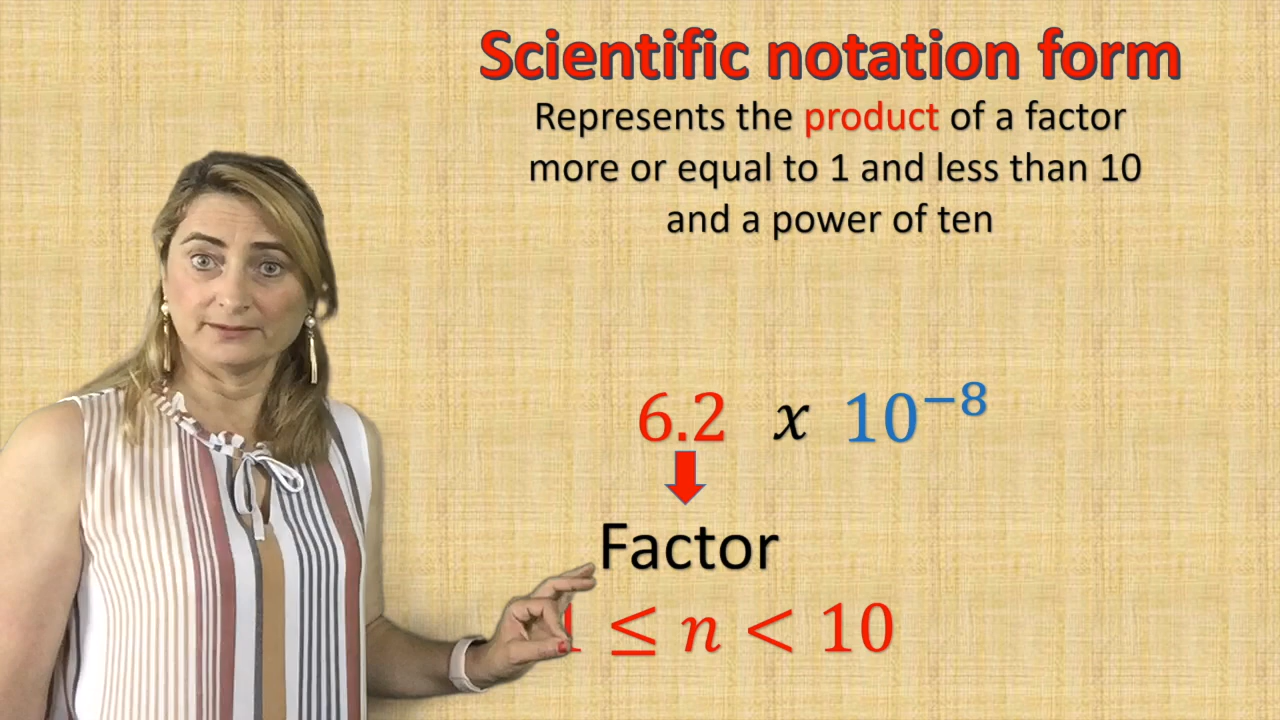 Scientific notation form
Represents the product of a factor
more or equal to 1 and less than 10
and a power of ten
6.2 x 10⁻⁸
Factor
1 ≤ n < 10